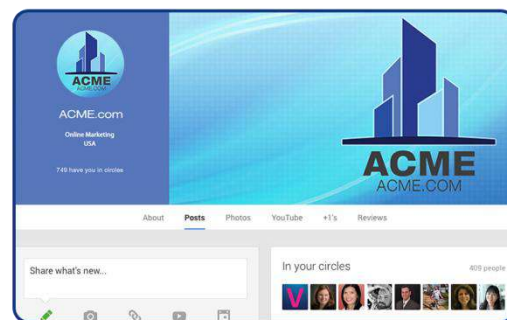 ACME
ACME.COM
ACME.com
Online Marketing
USA
745 have you in circles
ACME
ACME.COM
About Posts Photos YouTube +1's Reviews
Share what's new...
In your circles
409 people
V